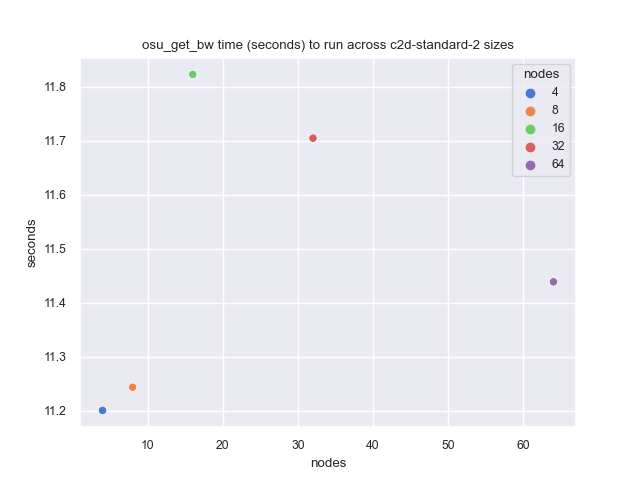 osu_get_bw time (seconds) to run across c2d-standard-2 sizes
nodes
4
8
16
32
64
11.8
11.7
11.6
11.5
11.4
11.3
11.2
seconds
10 20 30 40 50 60
nodes